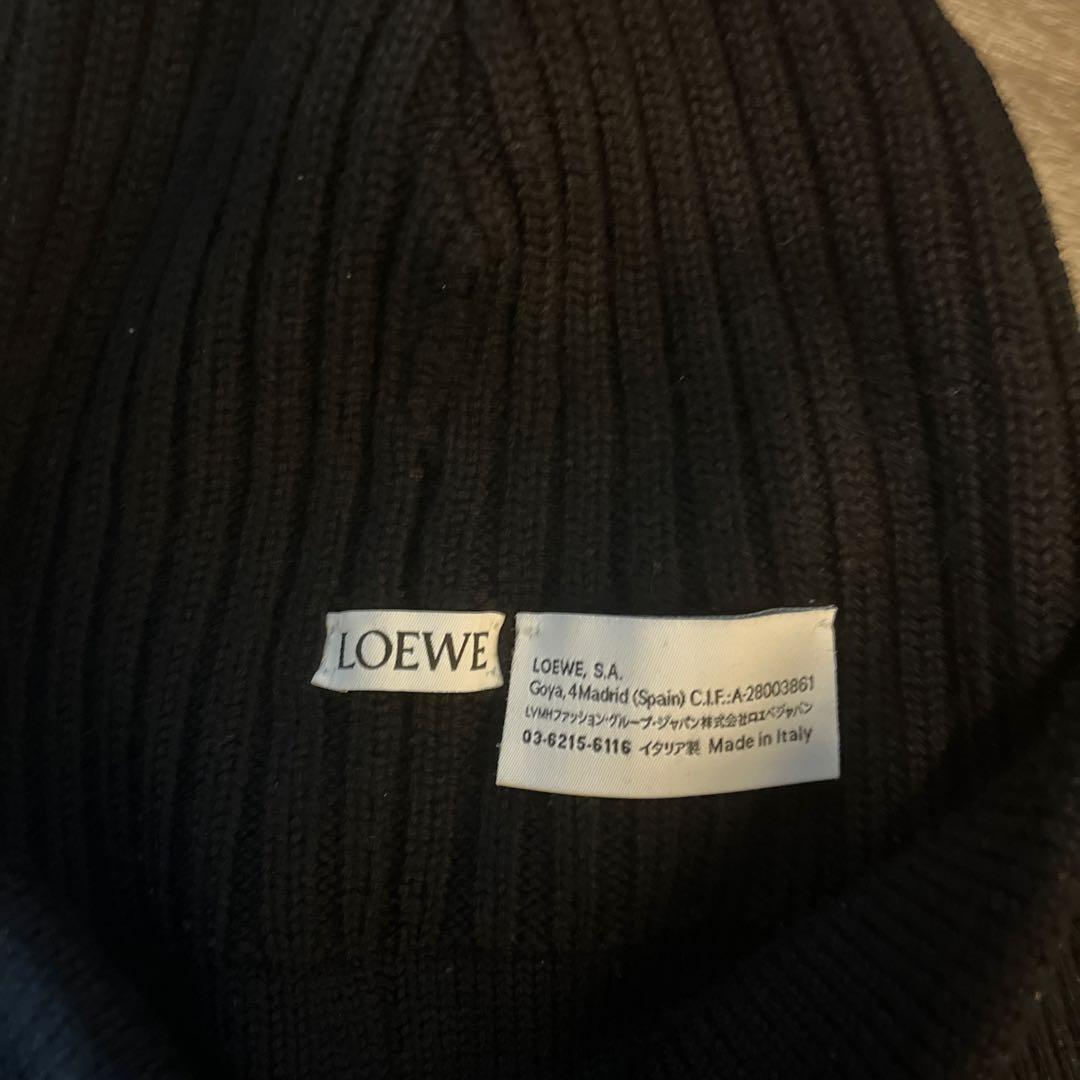 LOEWE
LOEWE, S.A.
Goya, 4 Madrid (Spain) C.I.F.:A-28003861
LVMHファッション・グループ・ジャパン株式会社ロエベジャパン
03-6215-6116 イタリア製 Made in Italy